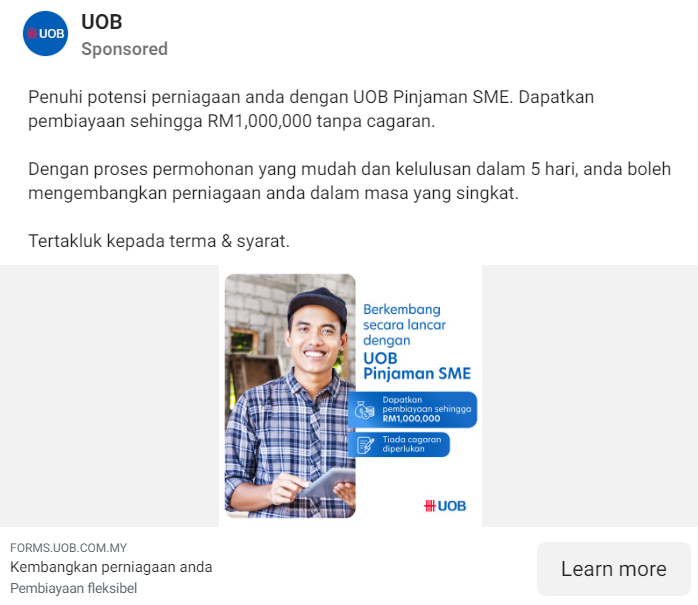 UOB
UOB
Sponsored
Penuhi potensi perniagaan anda dengan UOB Pinjaman SME. Dapatkan
pembiayaan sehingga RM1,000,000 tanpa cagaran.
Dengan proses permohonan yang mudah dan kelulusan dalam 5 hari, anda boleh
mengembangkan perniagaan anda dalam masa yang singkat.
Tertakluk kepada terma & syarat.
Berkembang
secara lancar
dengan
UOB
Pinjaman SME
Dapatkan
pembiayaan sehingga
RM1,000,000
Tiada cagaran
diperlukan
UOB
FORMS.UOB.COM.MY
Kembangkan perniagaan anda
Pembiayaan fleksibel
Learn more